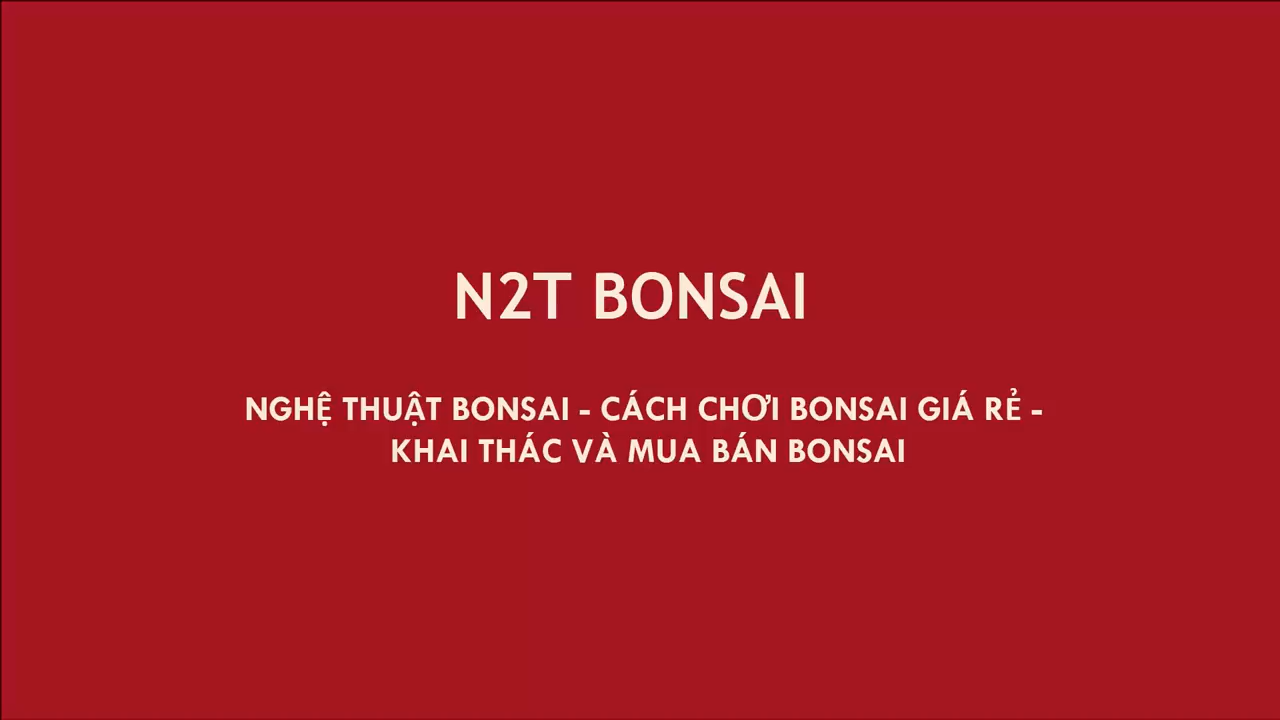 N2T BONSAI
NGHỆ THUẬT BONSAI - CÁCH CHƠI BONSAI GIÁ RẺ -
KHAI THÁC VÀ MUA BÁN BONSAI